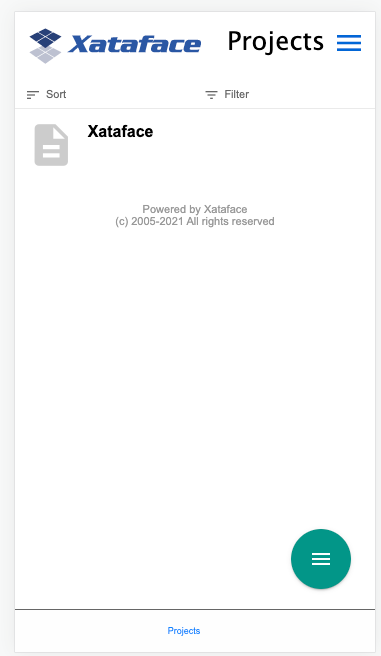 Xataface Projects
Sort Filter
Xataface
Powered by Xataface
(c) 2005-2021 All rights reserved
Projects